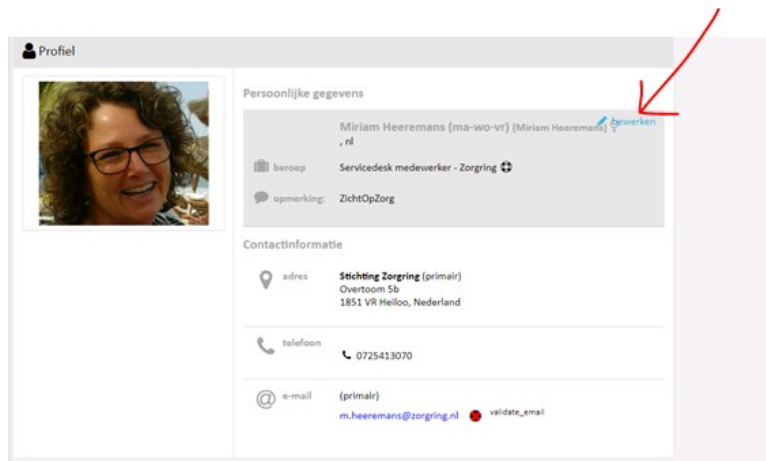 Profiel
Persoonlijke gegevens
Miriam Heeremans (ma-wo-vr) (Miriam Heeremans) bewerken
, nl
beroep Servicedesk medewerker - Zorgring
opmerking: ZichtOpZorg
Contactinformatie
adres Stichting Zorgring (primair)
Overtoom 5b
1851 VR Heiloo, Nederland
telefoon
0725413070
e-mail (primair)
m.heeremans@zorgring.nl validate_email